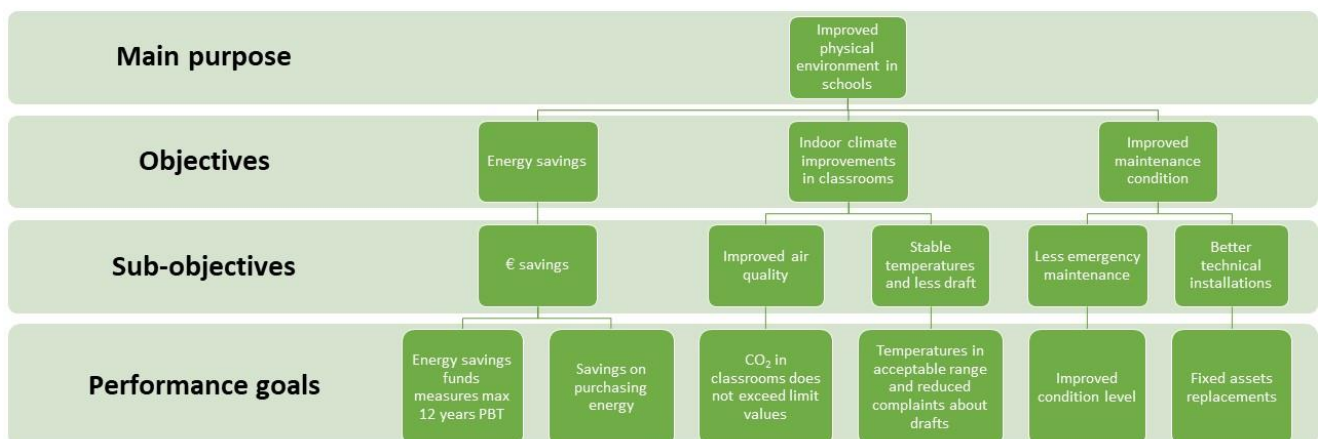 Main purpose
Improved
physical
environment in
schools
Objectives
Energy savings
Indoor climate
improvements
in classrooms
Improved
maintenance
condition
Sub-objectives
€ savings
Improved air
quality
Stable
temperatures
and less draft
Less emergency
maintenance
Better
technical
installations
Performance goals
Energy savings
funds
measures max
12 years PBT
Savings on
purchasing
energy
CO₂ in
classrooms does
not exceed limit
values
Temperatures in
acceptable range
and reduced
complaints about
drafts
Improved
condition level
Fixed assets
replacements